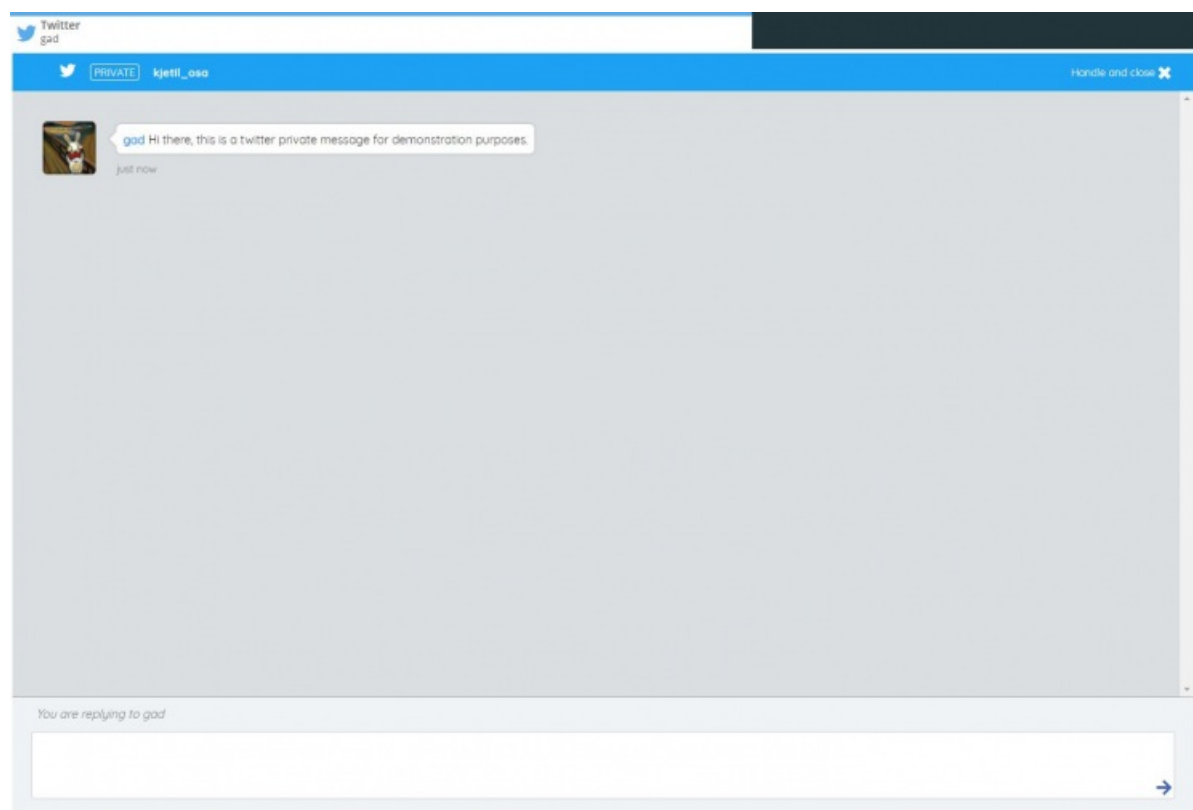 Twitter
gad
PRIVATE kjetil_osa Handle and close
gad Hi there, this is a twitter private message for demonstration purposes.
just now
You are replying to gad